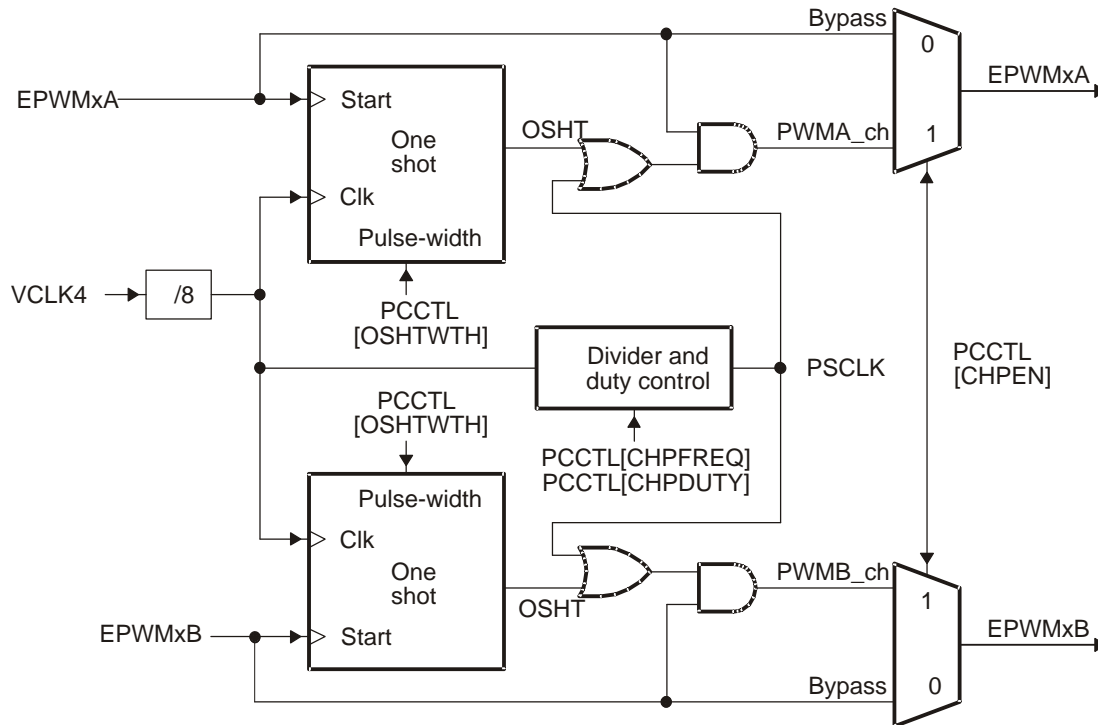 Bypass
0
EPWMxA
EPWMxA
Start
OSHT
PWMA_ch
1
One
shot
Clk
Pulse-width
VCLK4
/8
PCCTL
[OSHTWTH]
Divider and
duty control
PSCLK
PCCTL
[CHPEN]
PCCTL
[OSHTWTH]
PCCTL[CHPFREQ]
PCCTL[CHPDUTY]
Pulse-width
Clk
One
shot
PWMB_ch
1
OSHT
EPWMxB
Start
EPWMxB
Bypass
0